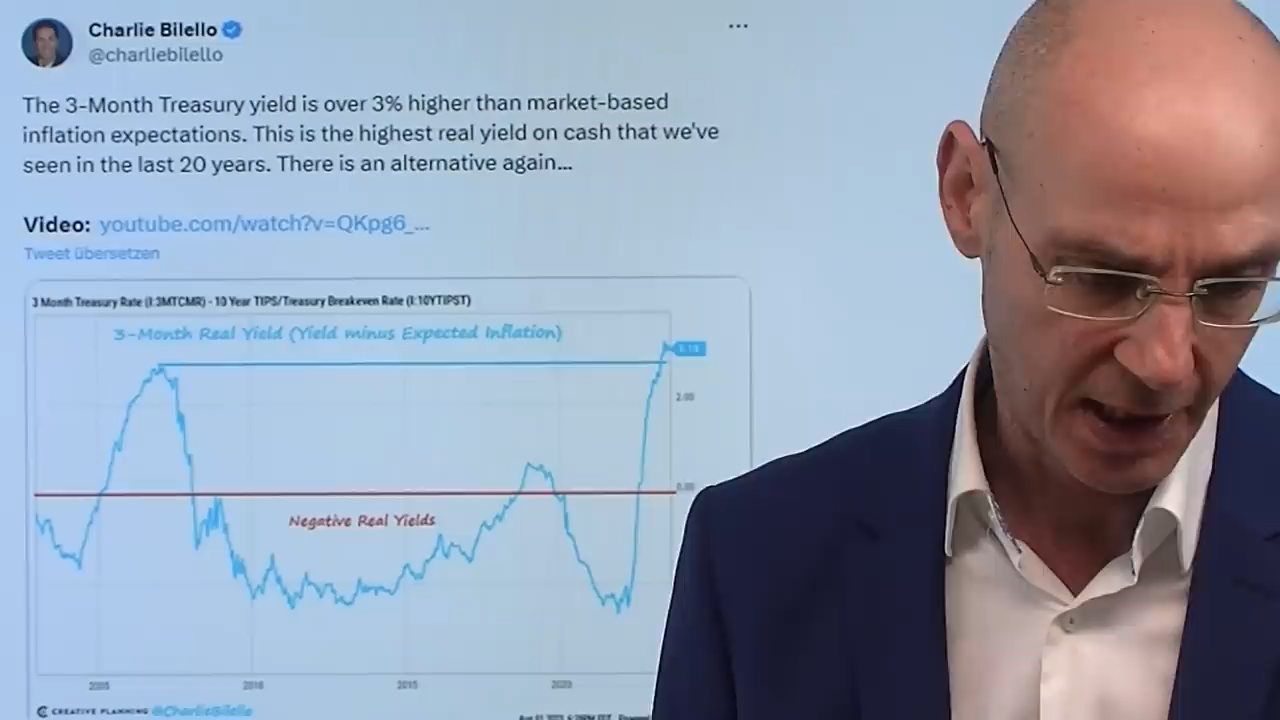 Charlie Bilello
@charliebilello
The 3-Month Treasury yield is over 3% higher than market-based
inflation expectations. This is the highest real yield on cash that we've
seen in the last 20 years. There is an alternative again...
Video: youtube.com/watch?v=QKpg6_...
Tweet übersetzen
3 Month Treasury Rate (I:3MTCMR) - 10 Year TIPS/Treasury Breakeven Rate (I:10YTIPST)
3-Month Real Yield (Yield minus Expected Inflation)
2.00
0.00
Negative Real Yields
2005 2010 2015 2020
CREATIVE PLANNING @CharlieBilello